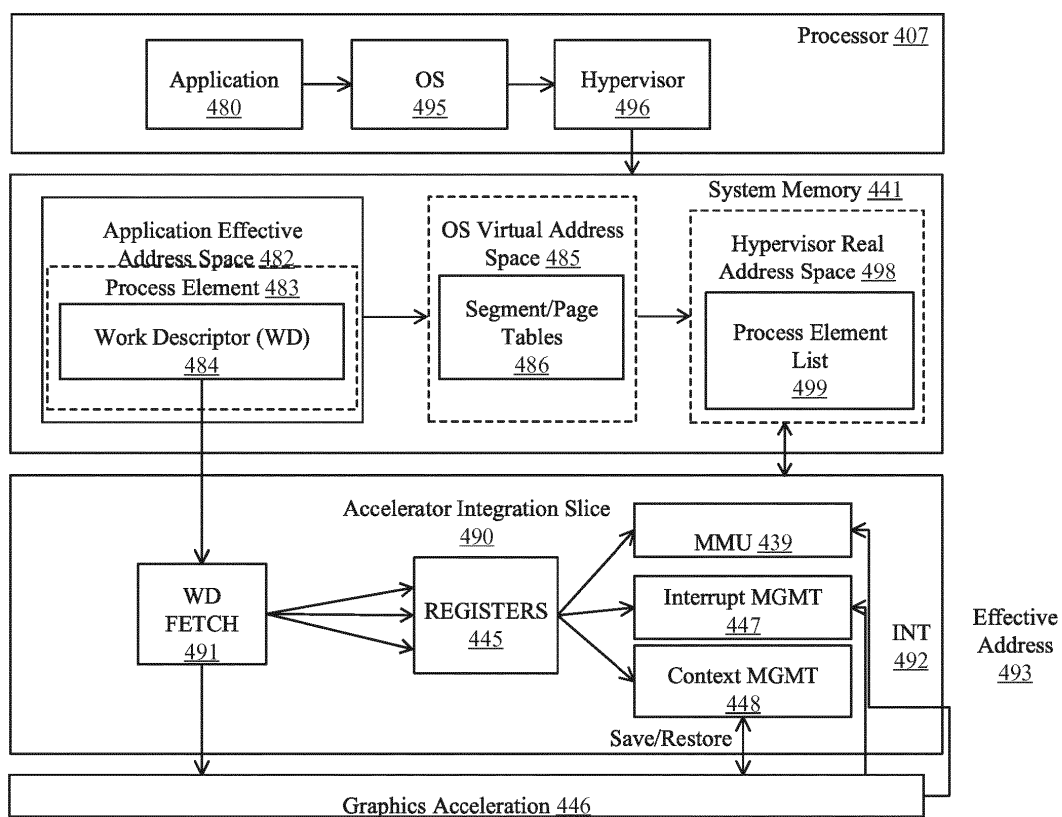 Processor 407
Application
480
OS
495
Hypervisor
496
System Memory 441
Application Effective
Address Space 482
Process Element 483
Work Descriptor (WD)
484
OS Virtual Address
Space 485
Segment/Page
Tables
486
Hypervisor Real
Address Space 498
Process Element
List
499
Accelerator Integration Slice
490
WD
FETCH
491
REGISTERS
445
MMU 439
Interrupt MGMT
447
Context MGMT
448
Save/Restore
INT
492
Effective
Address
493
Graphics Acceleration 446